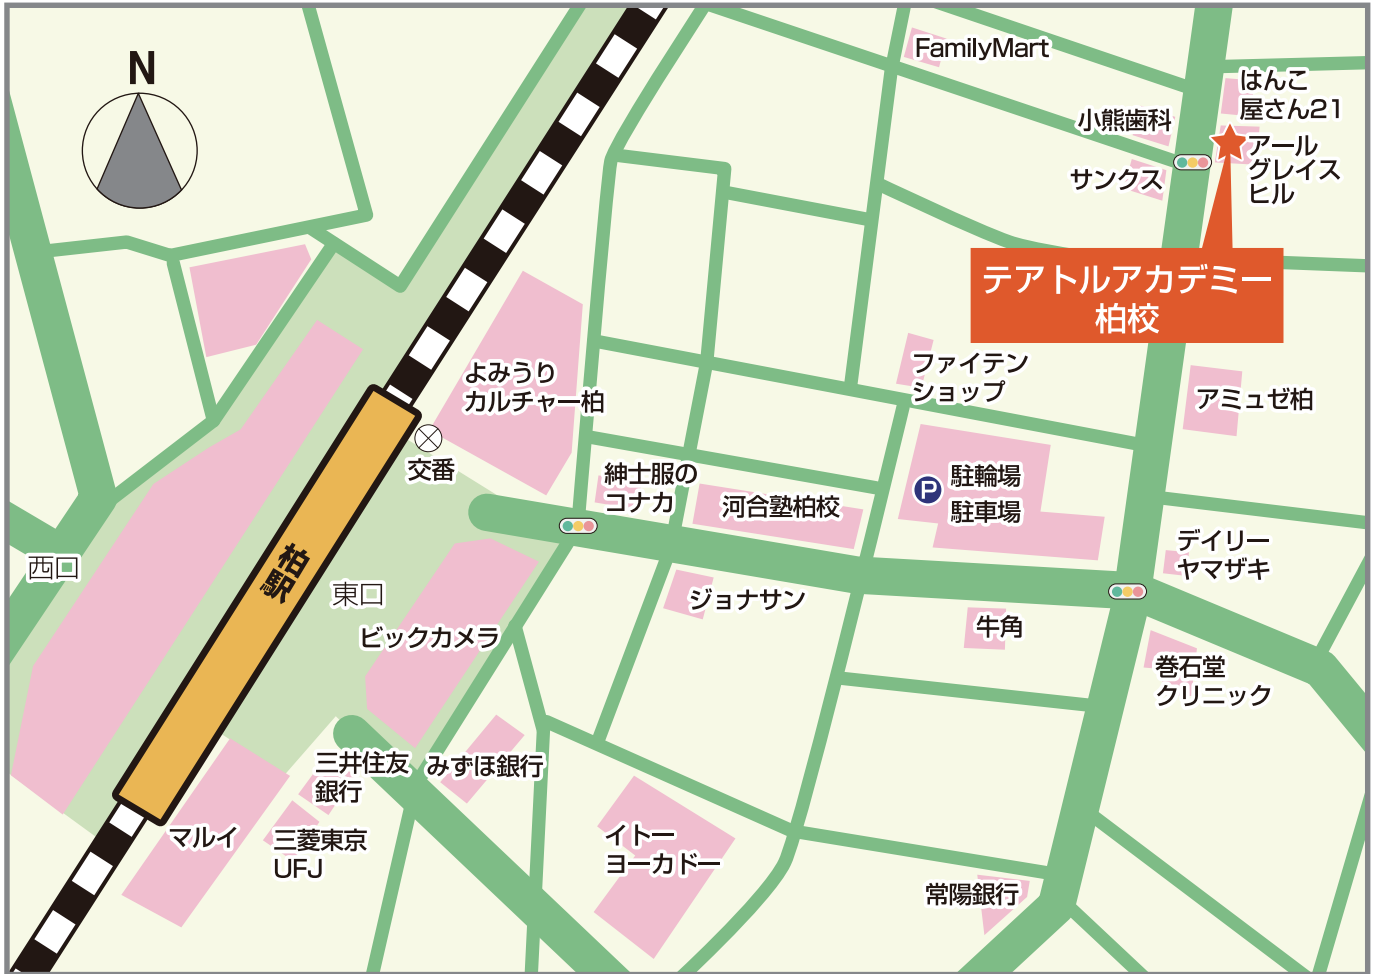 N
FamilyMart
はんこ
屋さん21
小熊歯科
アール
グレイス
ヒル
サンクス
テアトルアカデミー
柏校
よみうり
カルチャー柏
ファイテン
ショップ
アミュゼ柏
交番
紳士服の
コナカ
河合塾柏校
P
駐輪場
駐車場
デイリー
ヤマザキ
西口
柏駅
東口
ジョナサン
ビックカメラ
牛角
巻石堂
クリニック
三井住友
銀行
みずほ銀行
マルイ
三菱東京
UFJ
イトー
ヨーカドー
常陽銀行